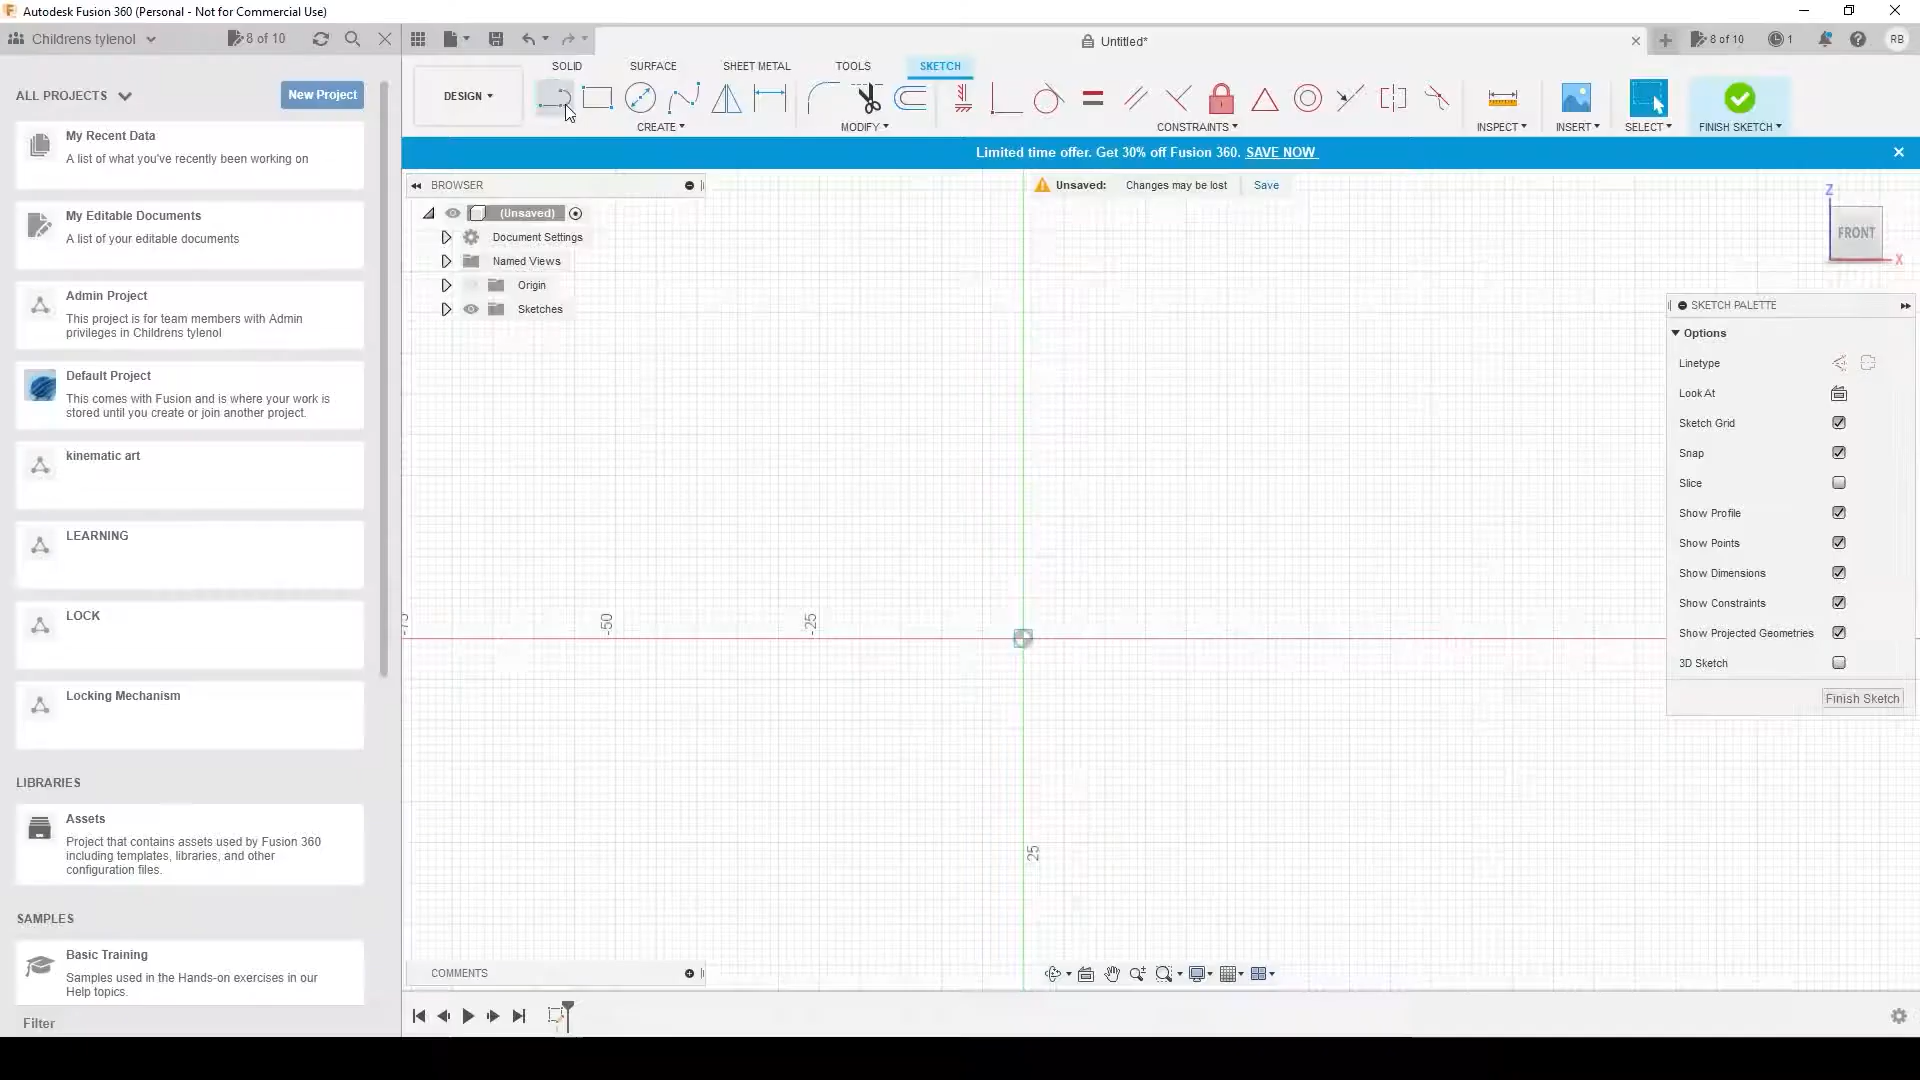 Autodesk Fusion 360 (Personal - Not for Commercial Use)
Childrens tylenol
8 of 10
Untitled*
8 of 10
1
RB
ALL PROJECTS
New Project
My Recent Data
A list of what you've recently been working on
My Editable Documents
A list of your editable documents
Admin Project
This project is for team members with Admin
privileges in Childrens tylenol
Default Project
This comes with Fusion and is where your work is
stored until you create or join another project.
kinematic art
LEARNING
LOCK
Locking Mechanism
LIBRARIES
Assets
Project that contains assets used by Fusion 360
including templates, libraries, and other
configuration files.
SAMPLES
Basic Training
Samples used in the Hands-on exercises in our
Help topics.
Filter
DESIGN
SOLID
SURFACE
SHEET METAL
TOOLS
SKETCH
CREATE
MODIFY
CONSTRAINTS
INSPECT
INSERT
SELECT
FINISH SKETCH
Limited time offer. Get 30% off Fusion 360. SAVE NOW
BROWSER
Unsaved: Changes may be lost Save
(Unsaved)
Document Settings
Named Views
Origin
Sketches
Z
FRONT
X
SKETCH PALETTE
Options
Linetype
Look At
Sketch Grid
Snap
Slice
Show Profile
Show Points
Show Dimensions
Show Constraints
Show Projected Geometries
3D Sketch
Finish Sketch
-75
-50
-25
25
COMMENTS